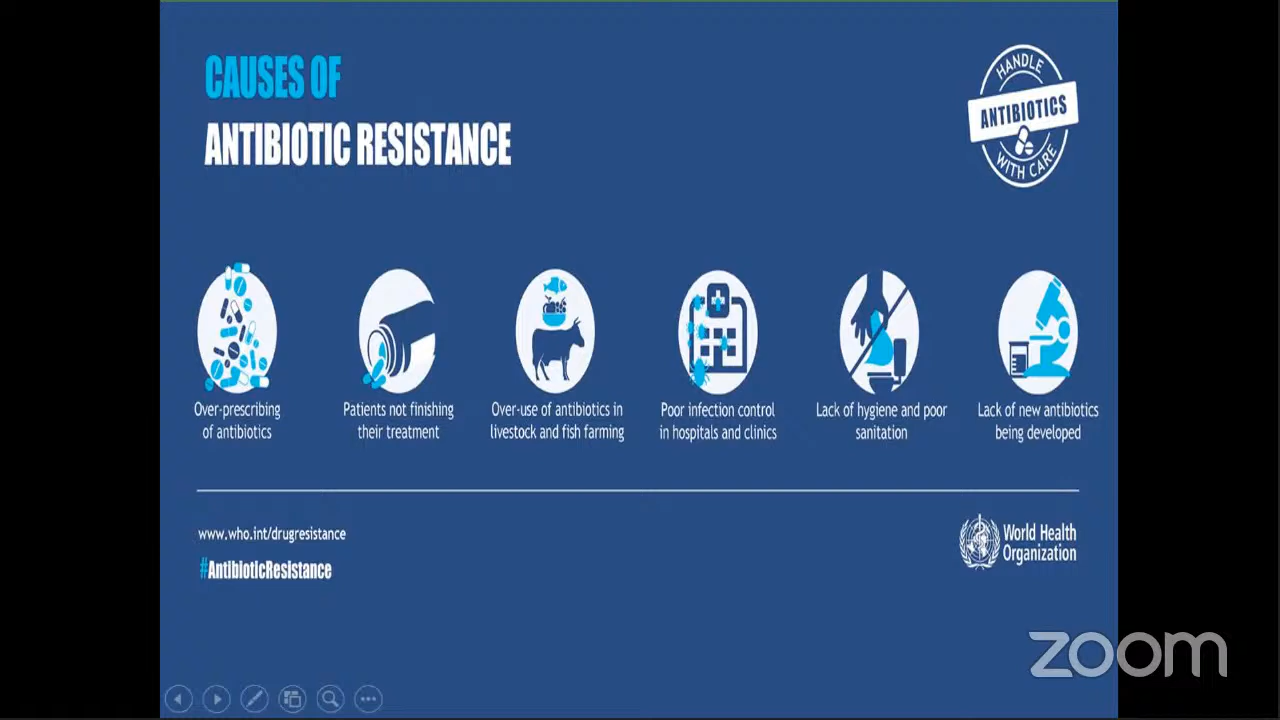 CAUSES OF
ANTIBIOTIC RESISTANCE
HANDLE
ANTIBIOTICS
WITH CARE
Over-prescribing
of antibiotics
Patients not finishing
their treatment
Over-use of antibiotics in
livestock and fish farming
Poor infection control
in hospitals and clinics
Lack of hygiene and poor
sanitation
Lack of new antibiotics
being developed
www.who.int/drugresistance
#AntibioticResistance
World Health
Organization
zoom